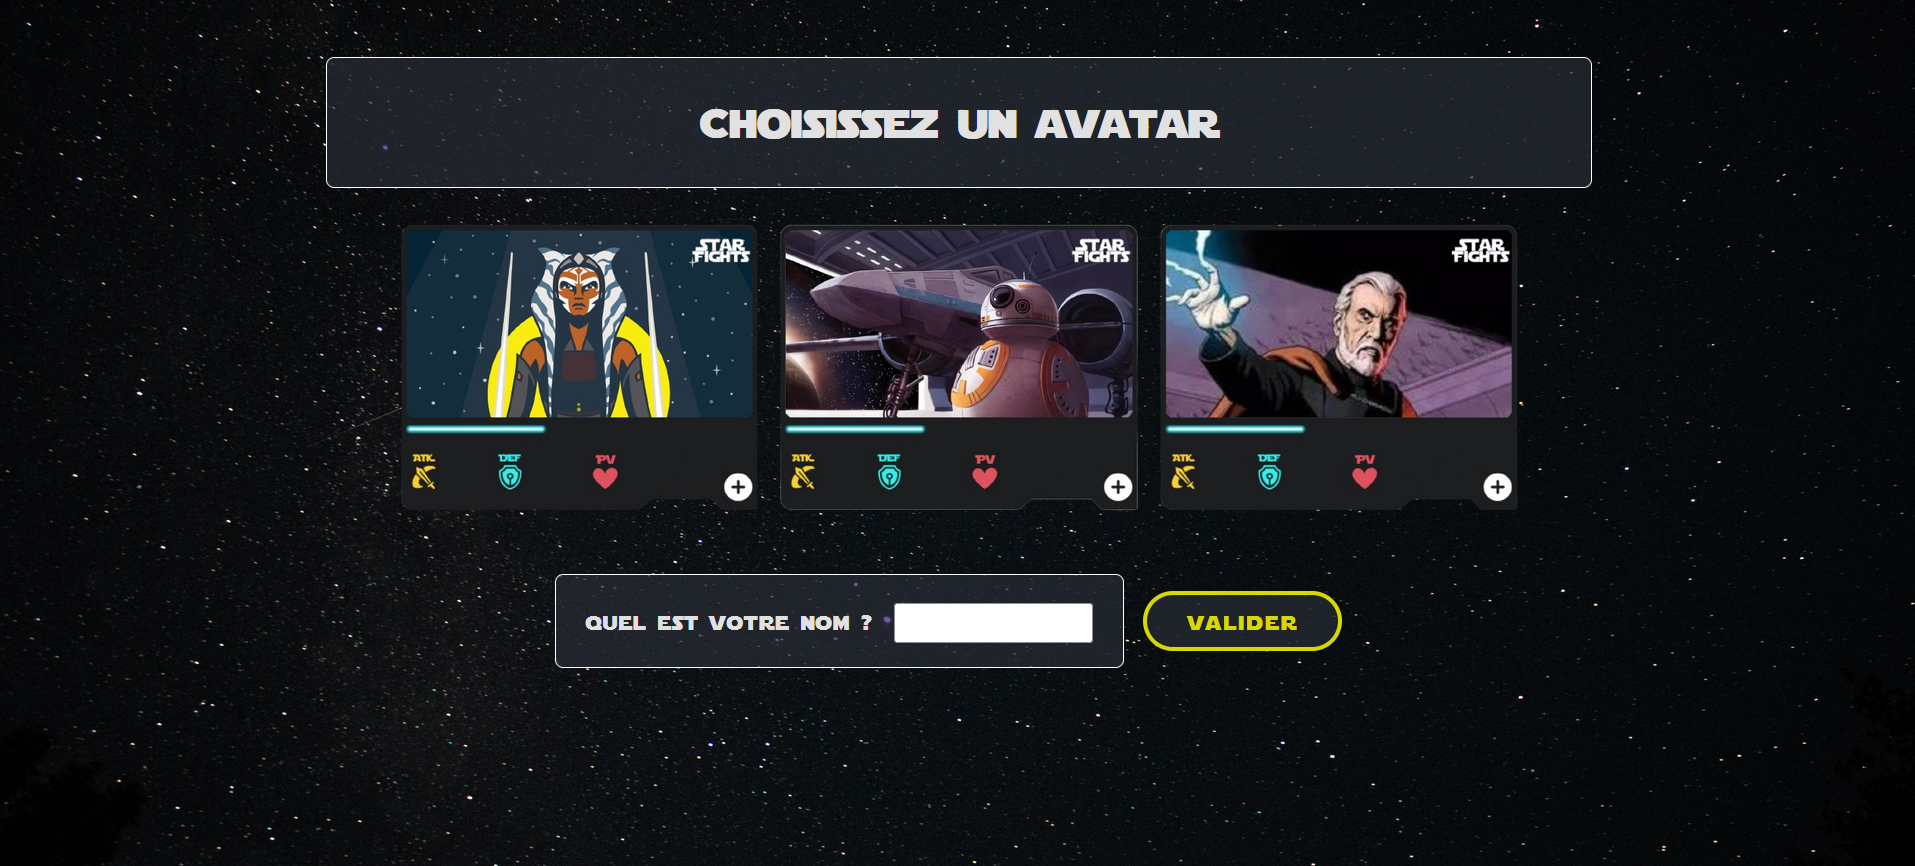 CHOISISSEZ UN AVATAR
STAR
FIGHTS
STAR
FIGHTS
STAR
FIGHTS
ATK DEF PV
ATK DEF PV
ATK DEF PV
QUEL EST VOTRE NOM ?
VALIDER